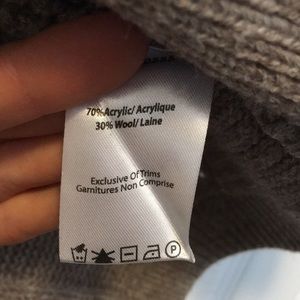 70%Acrylic/ Acrylique
30% Wool/ Laine
Exclusive Of Trims
Garnitures Non Comprise
P